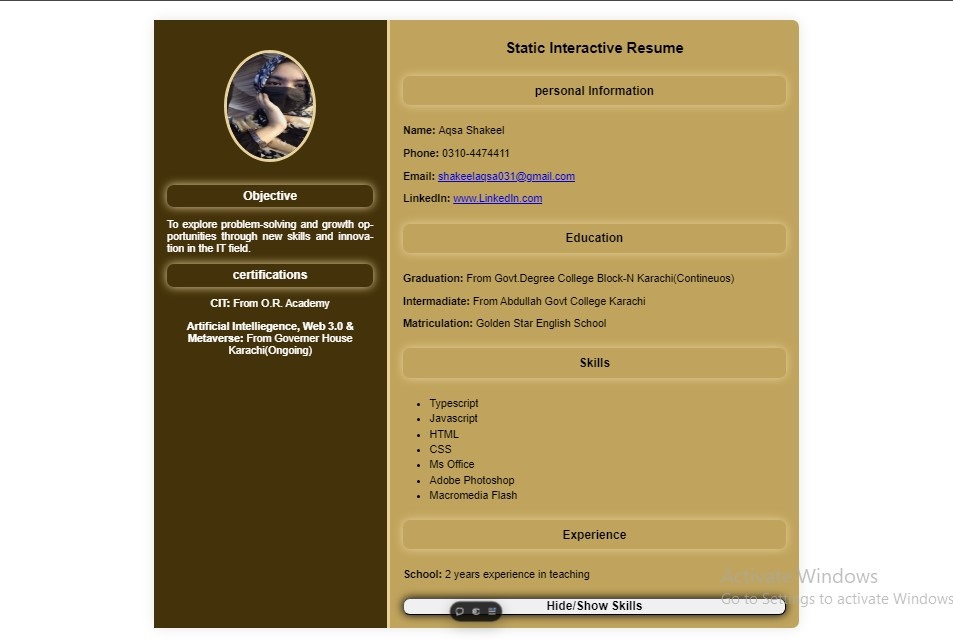 Objective
To explore problem-solving and growth op-
portunities through new skills and innova-
tion in the IT field.
certifications
CIT: From O.R. Academy
Artificial Intelliegence, Web 3.0 &
Metaverse: From Governer House
Karachi(Ongoing)
Static Interactive Resume
personal Information
Name: Aqsa Shakeel
Phone: 0310-4474411
Email: shakeelaqsa031@gmail.com
LinkedIn: www.LinkedIn.com
Education
Graduation: From Govt.Degree College Block-N Karachi(Contineuos)
Intermadiate: From Abdullah Govt College Karachi
Matriculation: Golden Star English School
Skills
Typescript
Javascript
HTML
CSS
Ms Office
Adobe Photoshop
Macromedia Flash
Experience
School: 2 years experience in teaching
Hide/Show Skills
Activate Windows
Go to Settings to activate Windows